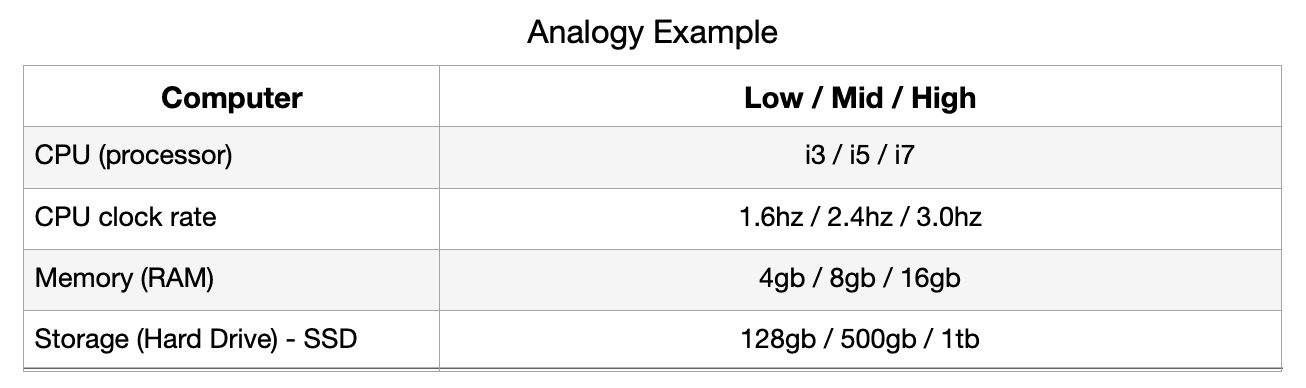 Analogy Example
Computer Low / Mid / High
CPU (processor) i3 / i5 / i7
CPU clock rate 1.6hz / 2.4hz / 3.0hz
Memory (RAM) 4gb / 8gb / 16gb
Storage (Hard Drive) - SSD 128gb / 500gb / 1tb